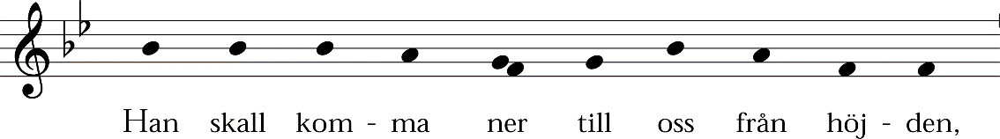 Han skall kom - ma ner till oss från höj - den,